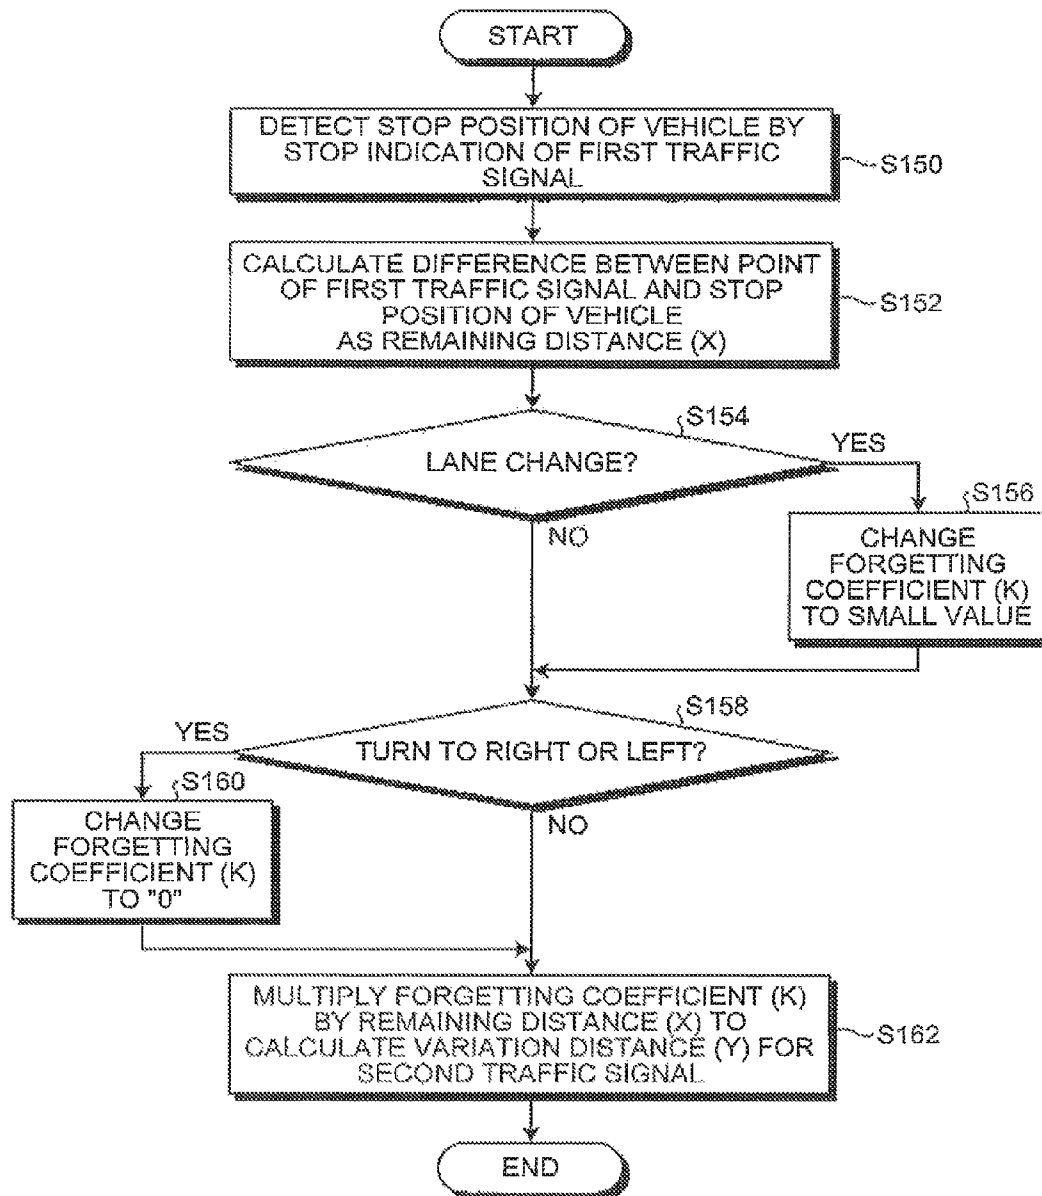 START
DETECT STOP POSITION OF VEHICLE BY
STOP INDICATION OF FIRST TRAFFIC
SIGNAL
S150
CALCULATE DIFFERENCE BETWEEN POINT
OF FIRST TRAFFIC SIGNAL AND STOP
POSITION OF VEHICLE
AS REMAINING DISTANCE (X)
S152
S154
LANE CHANGE?
YES
NO
S156
CHANGE
FORGETTING
COEFFICIENT (K)
TO SMALL VALUE
S158
TURN TO RIGHT OR LEFT?
YES
NO
S160
CHANGE
FORGETTING
COEFFICIENT (K)
TO "0"
MULTIPLY FORGETTING COEFFICIENT (K)
BY REMAINING DISTANCE (X) TO
CALCULATE VARIATION DISTANCE (Y) FOR
SECOND TRAFFIC SIGNAL
S162
END